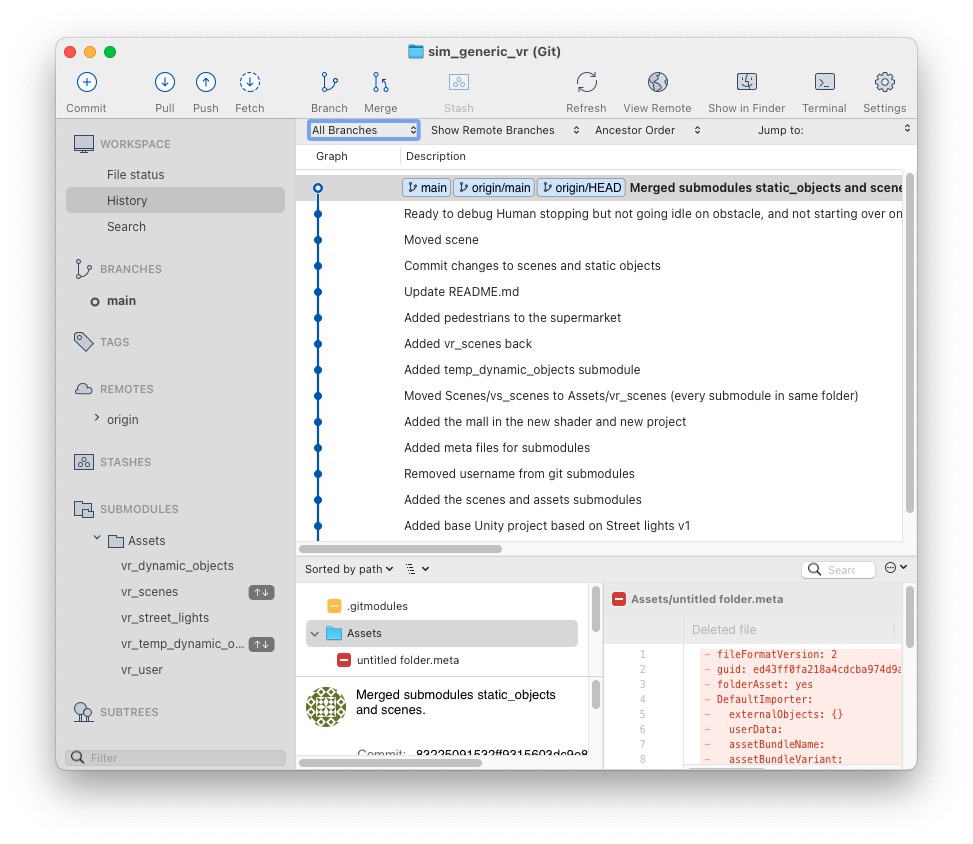 sim_generic_vr (Git)
Commit
Pull
Push
Fetch
Branch
Merge
Stash
Refresh
View Remote
Show in Finder
Terminal
Settings
All Branches
Show Remote Branches
Ancestor Order
Jump to:
WORKSPACE
File status
History
Search
BRANCHES
main
TAGS
REMOTES
origin
STASHES
SUBMODULES
Assets
vr_dynamic_objects
vr_scenes
vr_street_lights
vr_temp_dynamic_o...
vr_user
SUBTREES
Filter
Graph
Description
main
origin/main
origin/HEAD
Merged submodules static_objects and scene
Ready to debug Human stopping but not going idle on obstacle, and not starting over on
Moved scene
Commit changes to scenes and static objects
Update README.md
Added pedestrians to the supermarket
Added vr_scenes back
Added temp_dynamic_objects submodule
Moved Scenes/vs_scenes to Assets/vr_scenes (every submodule in same folder)
Added the mall in the new shader and new project
Added meta files for submodules
Removed username from git submodules
Added the scenes and assets submodules
Added base Unity project based on Street lights v1
Sorted by path
Searc
.gitmodules
Assets
untitled folder.meta
Merged submodules static_objects
and scenes.
Commit: 83225091532ff9315603dc9e8
Assets/untitled folder.meta
Deleted file
1 - fileFormatVersion: 2
2 - guid: ed43ff0fa218a4cdcba974d9a
3 - folderAsset: yes
4 - DefaultImporter:
5 - externalObjects: {}
6 - userData:
7 - assetBundleName:
8 - assetBundleVariant: